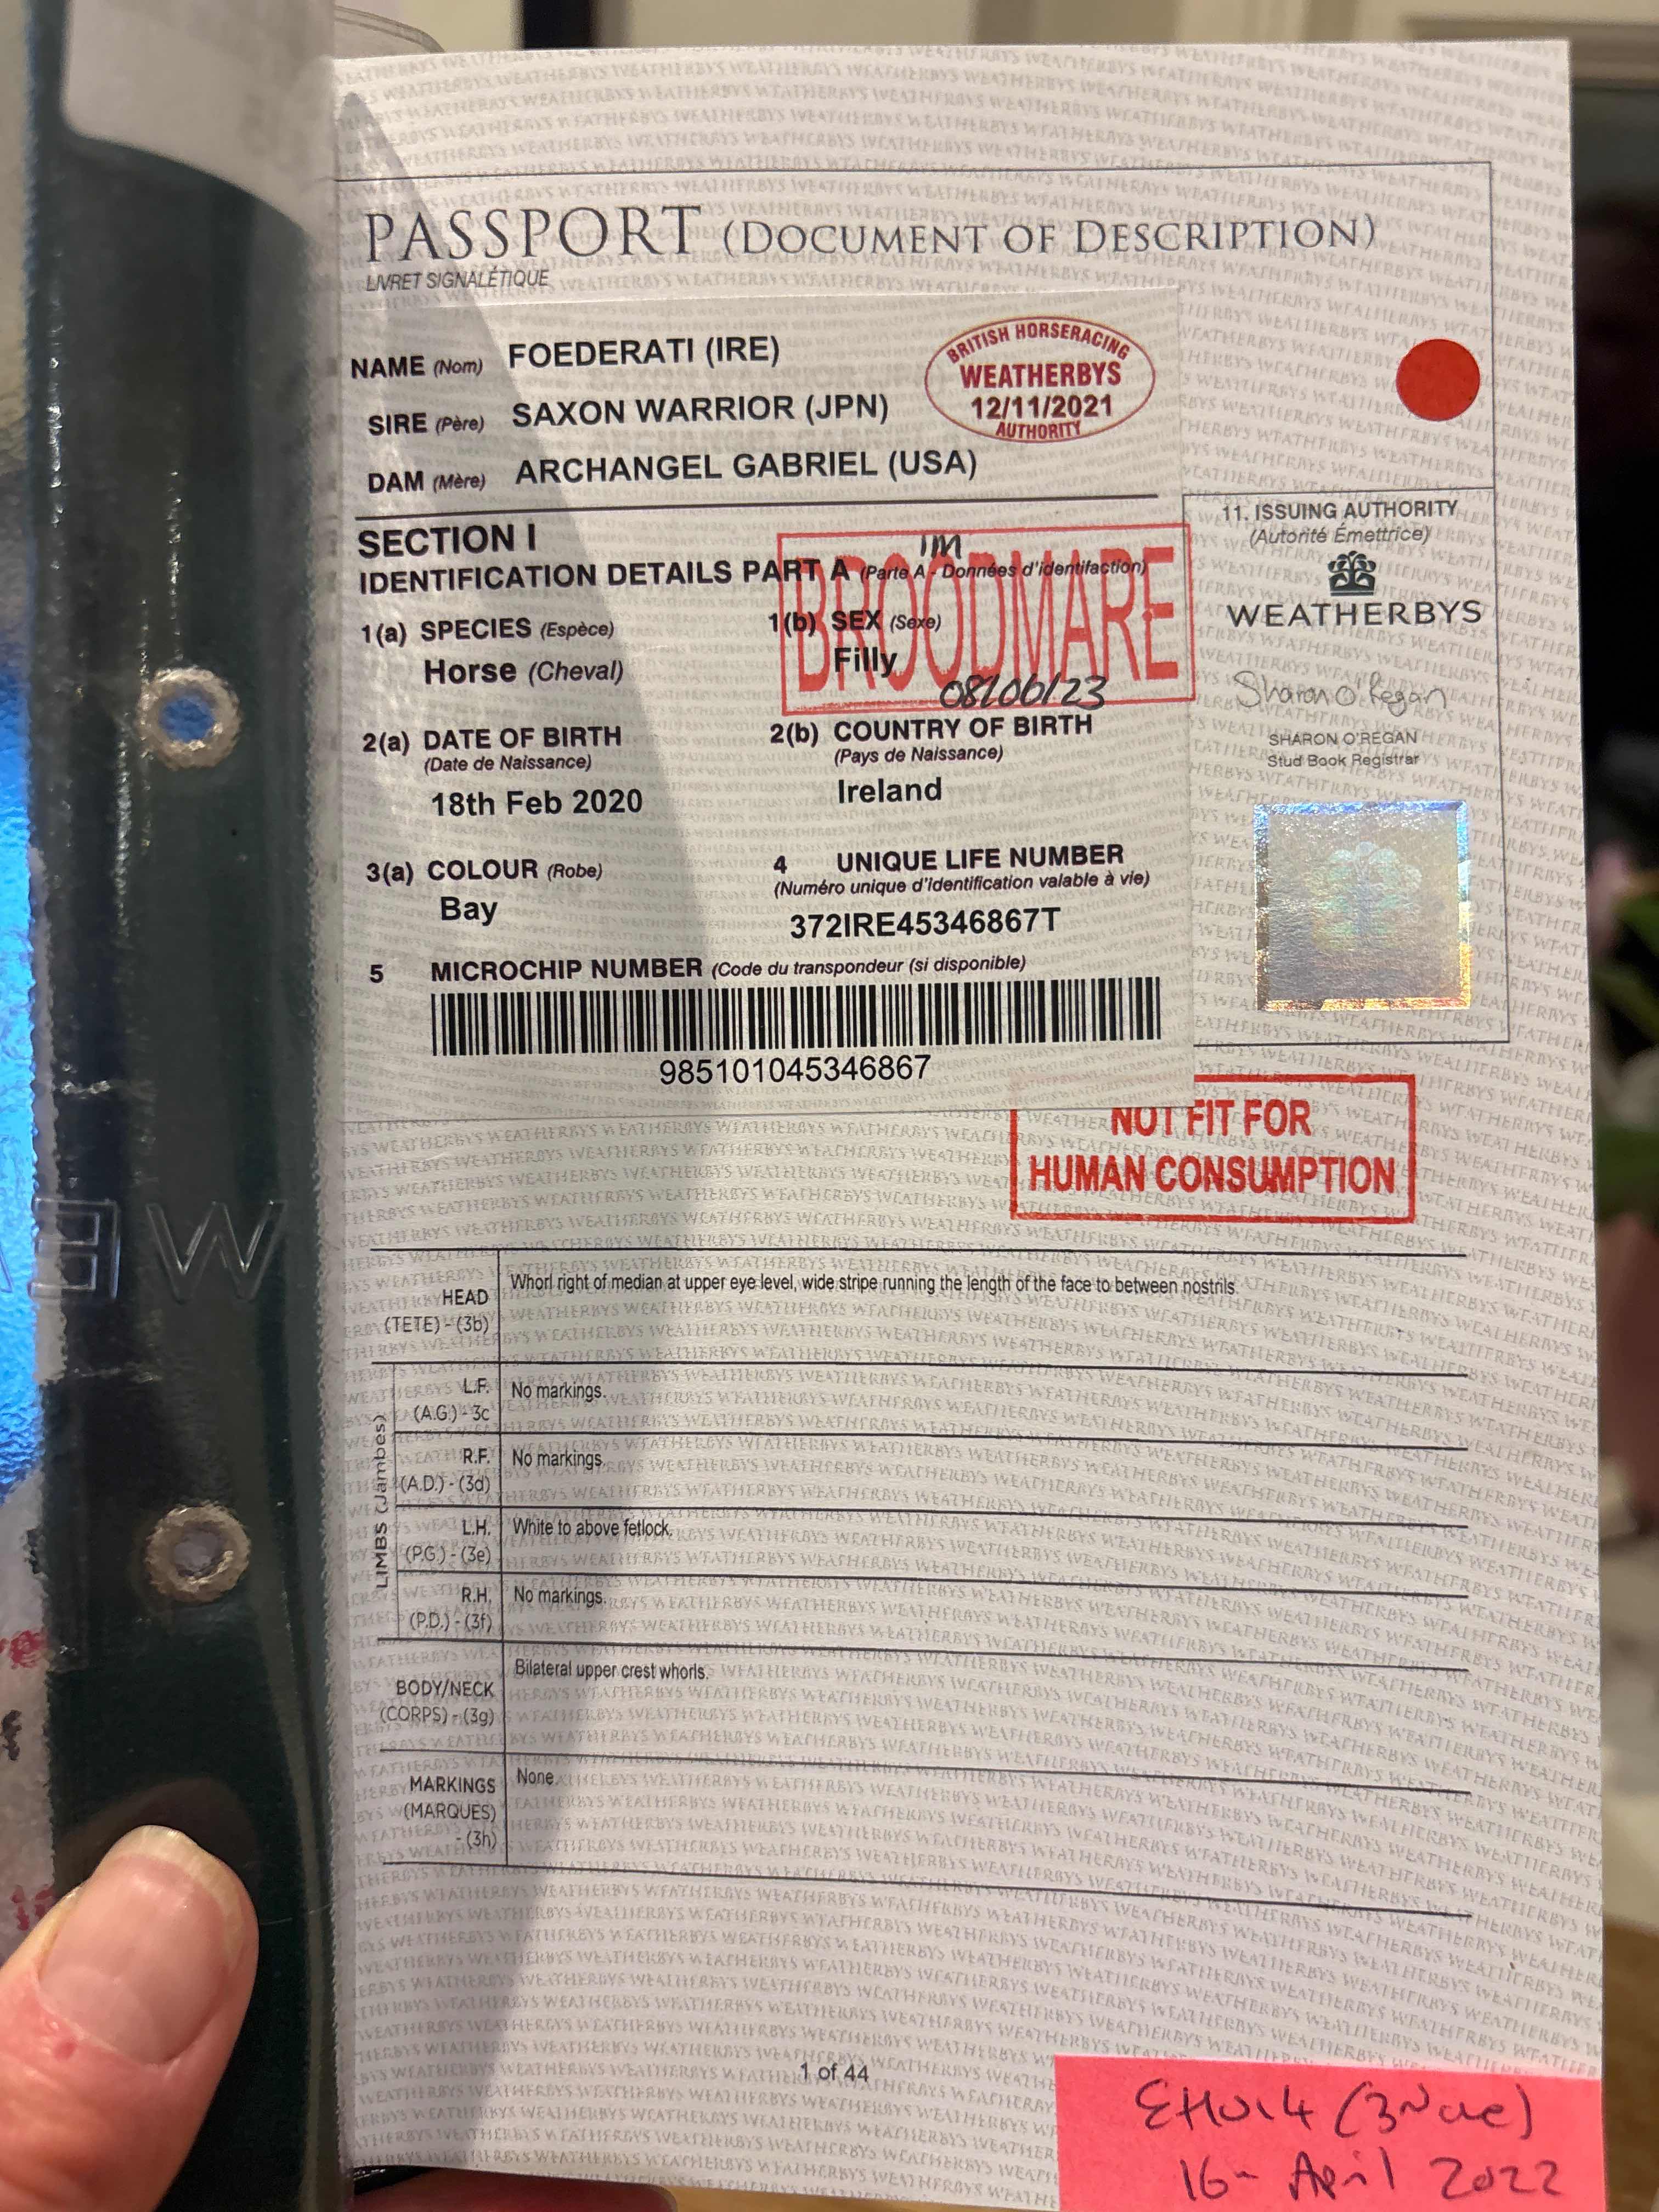 PASSPORT (DOCUMENT OF DESCRIPTION)
LIVRET SIGNALÉTIQUE
NAME (Nom) FOEDERATI (IRE)
SIRE (Père) SAXON WARRIOR (JPN)
DAM (Mère) ARCHANGEL GABRIEL (USA)
BRITISH HORSERACING
WEATHERBYS
12/11/2021
AUTHORITY
SECTION I
IDENTIFICATION DETAILS PART A (Parte A - Données d'identifaction)
BROODMARE
08/06/23
1(a) SPECIES (Espèce)
Horse (Cheval)
1(b) SEX (Sexe)
Filly
2(a) DATE OF BIRTH
(Date de Naissance)
18th Feb 2020
2(b) COUNTRY OF BIRTH
(Pays de Naissance)
Ireland
3(a) COLOUR (Robe)
Bay
4 UNIQUE LIFE NUMBER
(Numéro unique d'identification valable à vie)
372IRE45346867T
5 MICROCHIP NUMBER (Code du transpondeur (si disponible)
985101045346867
11. ISSUING AUTHORITY
(Autorité Émettrice)
WEATHERBYS
Sharon O'Regan
SHARON O'REGAN
Stud Book Registrar
NOT FIT FOR
HUMAN CONSUMPTION
HEAD
(TETE) - (3b)
Whorl right of median at upper eye level, wide stripe running the length of the face to between nostrils.
LIMBS (Jambes)
L.F.
(A.G.) - 3c
No markings.
R.F.
(A.D.) - (3d)
No markings.
L.H.
(P.G.) - (3e)
White to above fetlock.
R.H.
(P.D.) - (3f)
No markings.
BODY/NECK
(CORPS) - (3g)
Bilateral upper crest whorls.
MARKINGS
(MARQUES)
- (3h)
None.
1 of 44
16 - April 2022